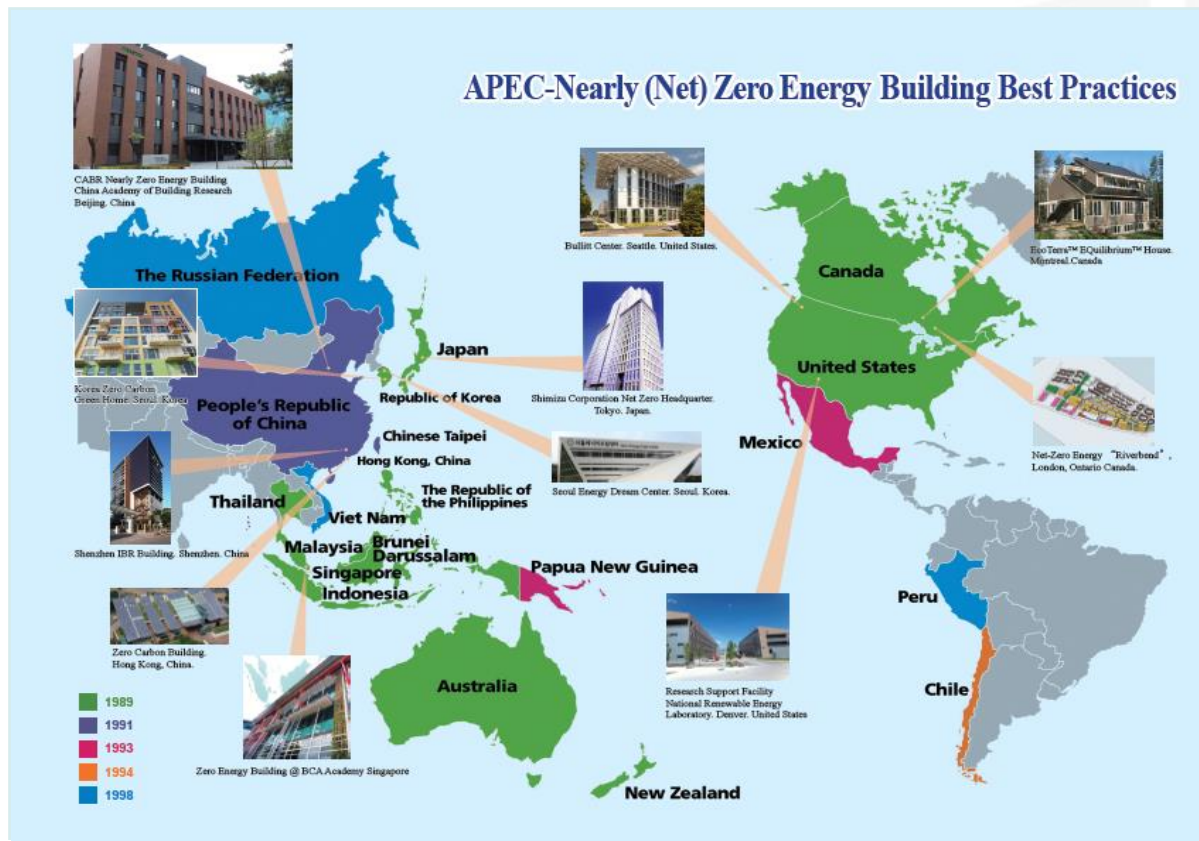 APEC-Nearly (Net) Zero Energy Building Best Practices
CABR Nearly Zero Energy Building
China Academy of Building Research
Beijing. China
Bullitt Center. Seattle. United States.
EcoTerra™ EQuilibrium™ House.
Montreal.Canada
The Russian Federation
Canada
Korea Zero Carbon
Green Home. Seoul. Korea
Japan
Republic of Korea
Shimizu Corporation Net Zero Headquarter.
Tokyo. Japan.
United States
People's Republic
of China
Chinese Taipei
Hong Kong, China
Mexico
Net-Zero Energy “Riverbend”,
London, Ontario Canada.
Seoul Energy Dream Center. Seoul. Korea.
Shenzhen IBR Building. Shenzhen. China
Thailand
Viet Nam
The Republic of
the Philippines
Malaysia
Brunei
Darussalam
Singapore
Indonesia
Papua New Guinea
Peru
Zero Carbon Building.
Hong Kong, China.
Australia
Research Support Facility
National Renewable Energy
Laboratory. Denver. United States
Chile
1989
1991
1993
1994
1998
Zero Energy Building @ BCA Academy Singapore
New Zealand